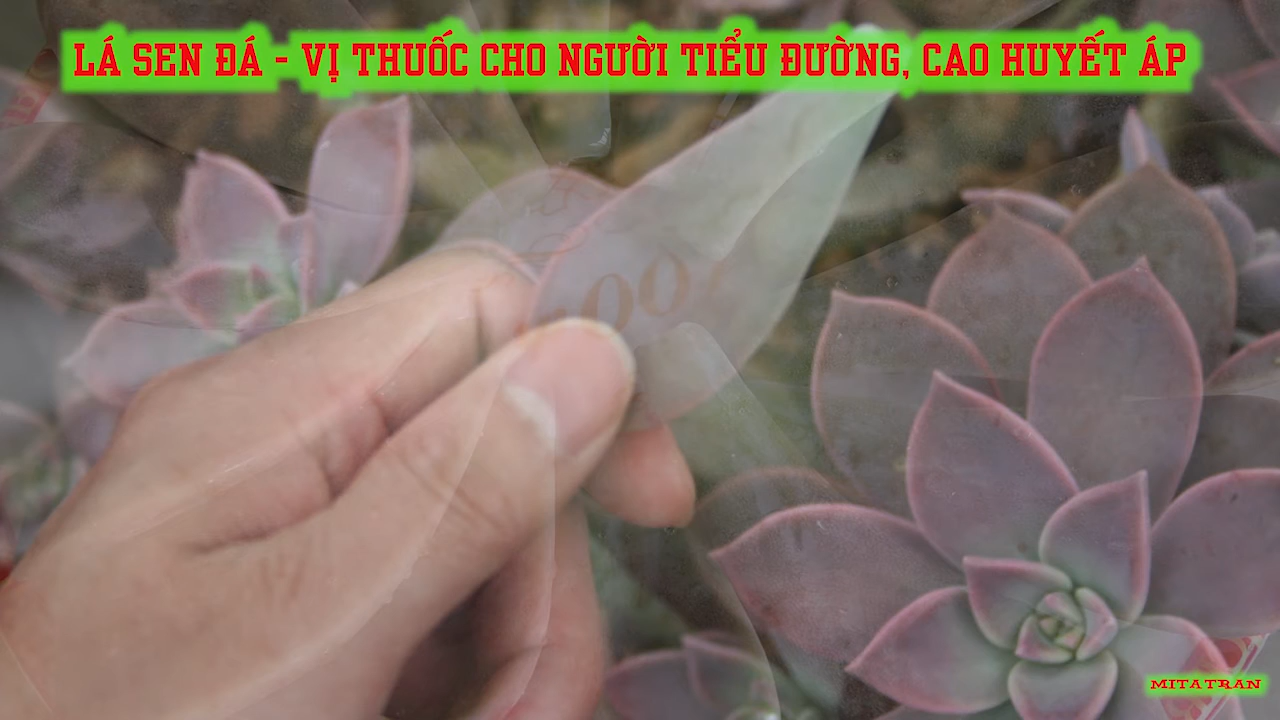 LÁ SEN ĐÁ - VỊ THUỐC CHO NGƯỜI TIỂU ĐƯỜNG, CAO HUYẾT ÁP
MITATRAN